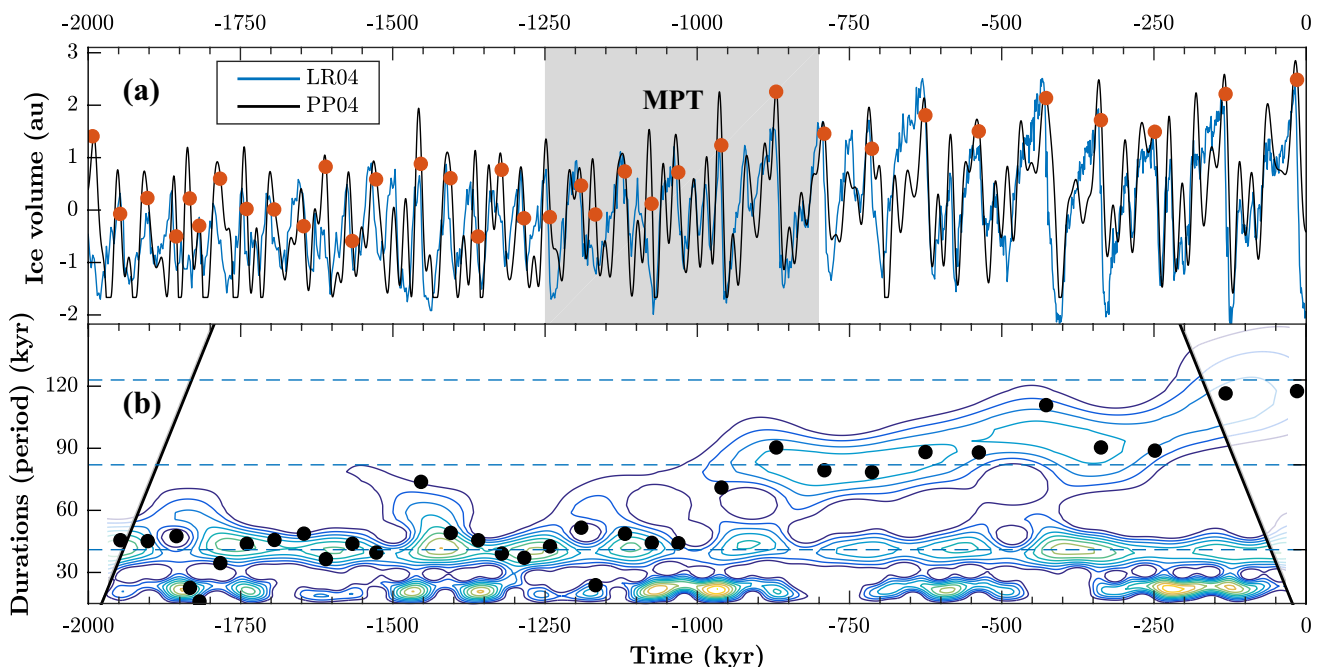 -2000 -1750 -1500 -1250 -1000 -750 -500 -250 0
3
2
1
0
-1
-2
Ice volume (au)
(a)
LR04
PP04
MPT
120
90
60
30
Durations (period) (kyr)
(b)
-2000 -1750 -1500 -1250 -1000 -750 -500 -250 0
Time (kyr)